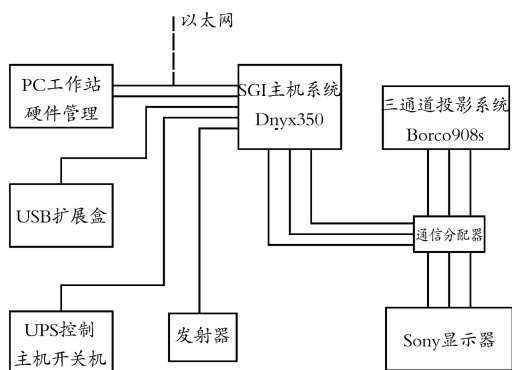 以太网
PC工作站
硬件管理
SGI主机系统
Dnyx350
三通道投影系统
Borco908s
USB扩展盒
通信分配器
UPS控制
主机开关机
发射器
Sony显示器